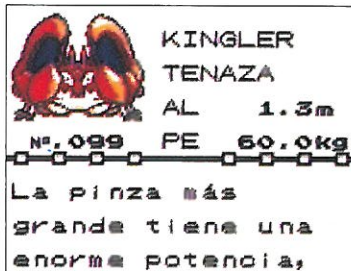 KINGLER
TENAZA
AL 1.3m
Nº.099 PE 60.0kg
La pinza más
grande tiene una
enorme potencia,